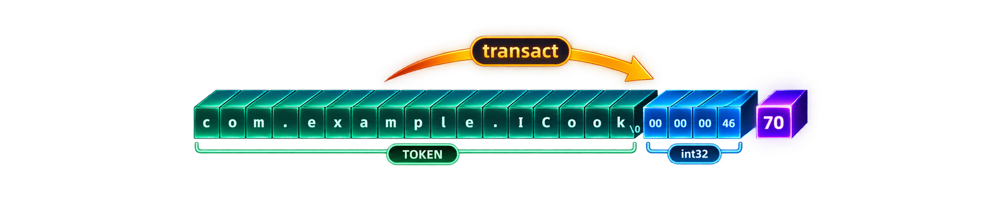 transact
com.example.ICook\0 00 00 00 46 70
TOKEN int32